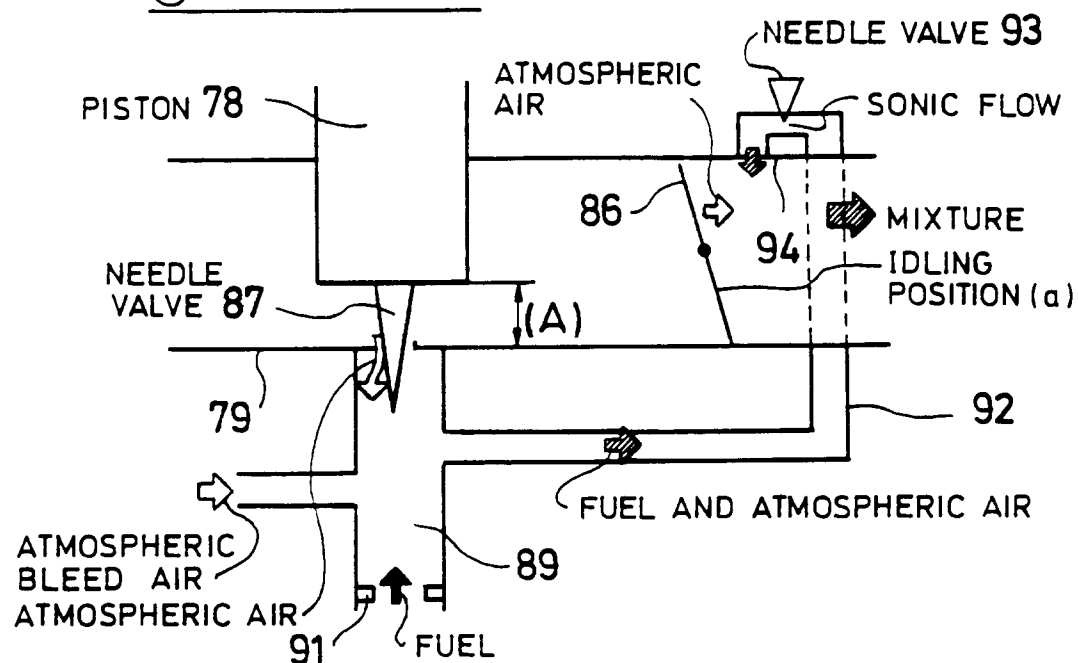 NEEDLE VALVE 93
ATMOSPHERIC
AIR
SONIC FLOW
PISTON 78
86
94
MIXTURE
IDLING
POSITION (a)
NEEDLE
VALVE 87
(A)
79
92
FUEL AND ATMOSPHERIC AIR
ATMOSPHERIC
BLEED AIR
ATMOSPHERIC AIR
89
91
FUEL